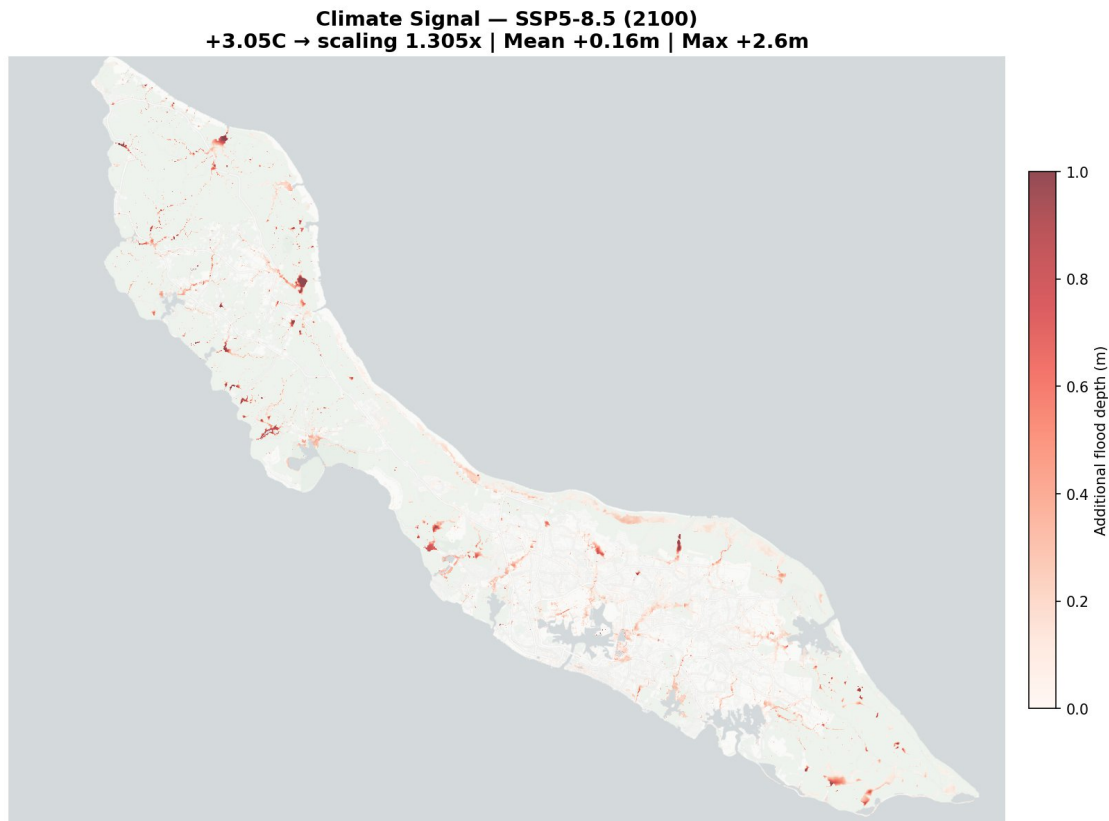 Climate Signal — SSP5-8.5 (2100)
+3.05C → scaling 1.305x | Mean +0.16m | Max +2.6m
1.0
0.8
0.6
0.4
0.2
0.0
Additional flood depth (m)